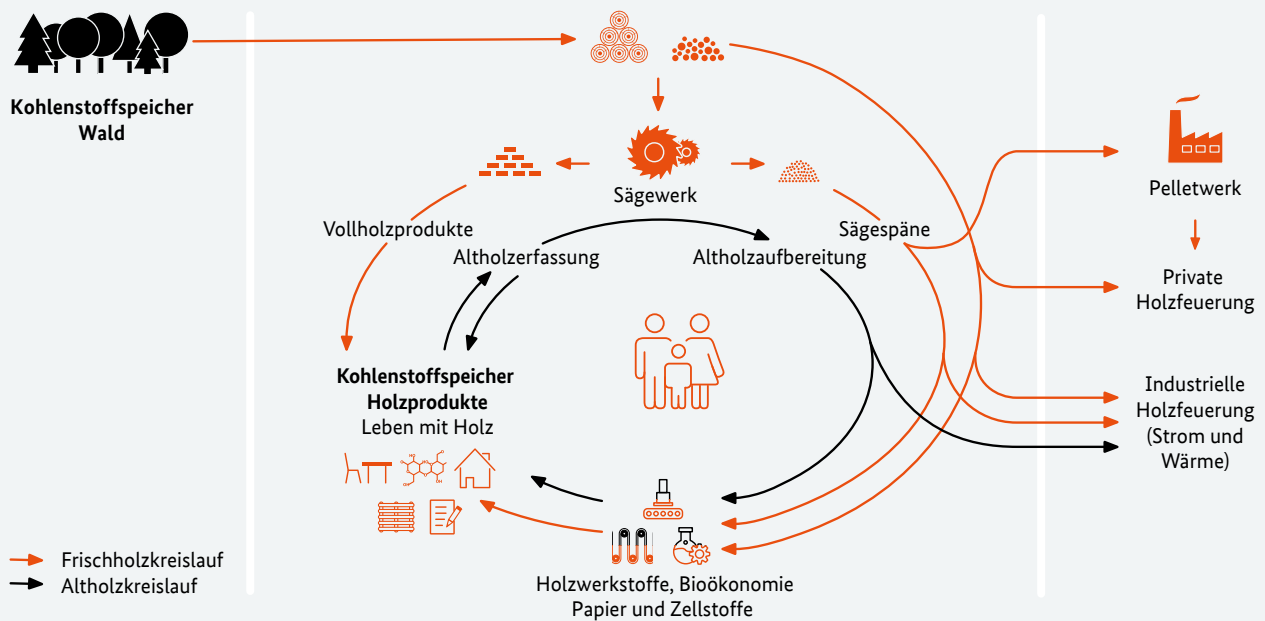 Kohlenstoffspeicher
Wald
Sägewerk
Pelletwerk
Vollholzprodukte
Sägespäne
Altholzerfassung
Altholzaufbereitung
Private
Holzfeuerung
Kohlenstoffspeicher
Holzprodukte
Leben mit Holz
Industrielle
Holzfeuerung
(Strom und
Wärme)
Frischholzkreislauf
Altholzkreislauf
Holzwerkstoffe, Bioökonomie
Papier und Zellstoffe